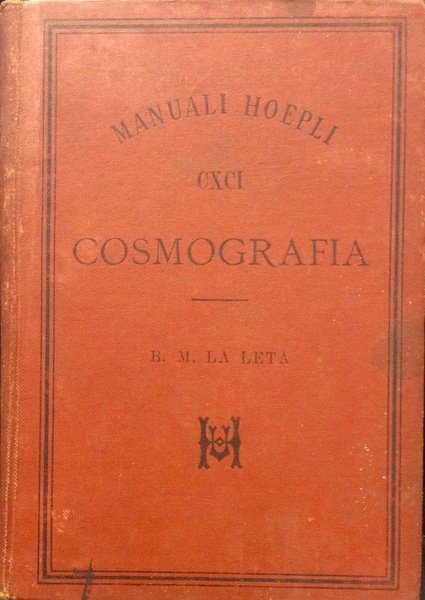 MANUALI HOEPLI
CXCI
COSMOGRAFIA
B. M. LA LETA